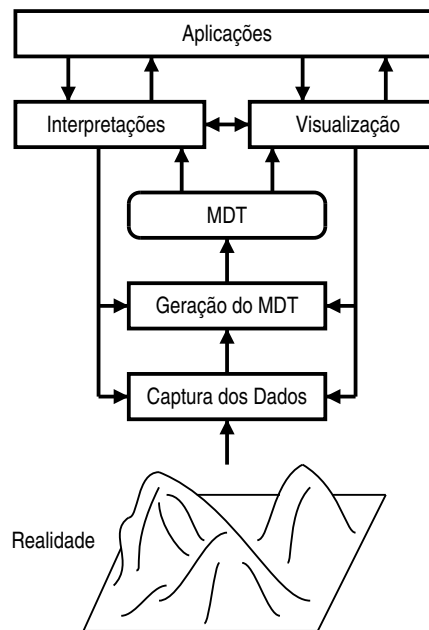 Aplicações
Interpretações
Visualização
MDT
Geração do MDT
Captura dos Dados
Realidade